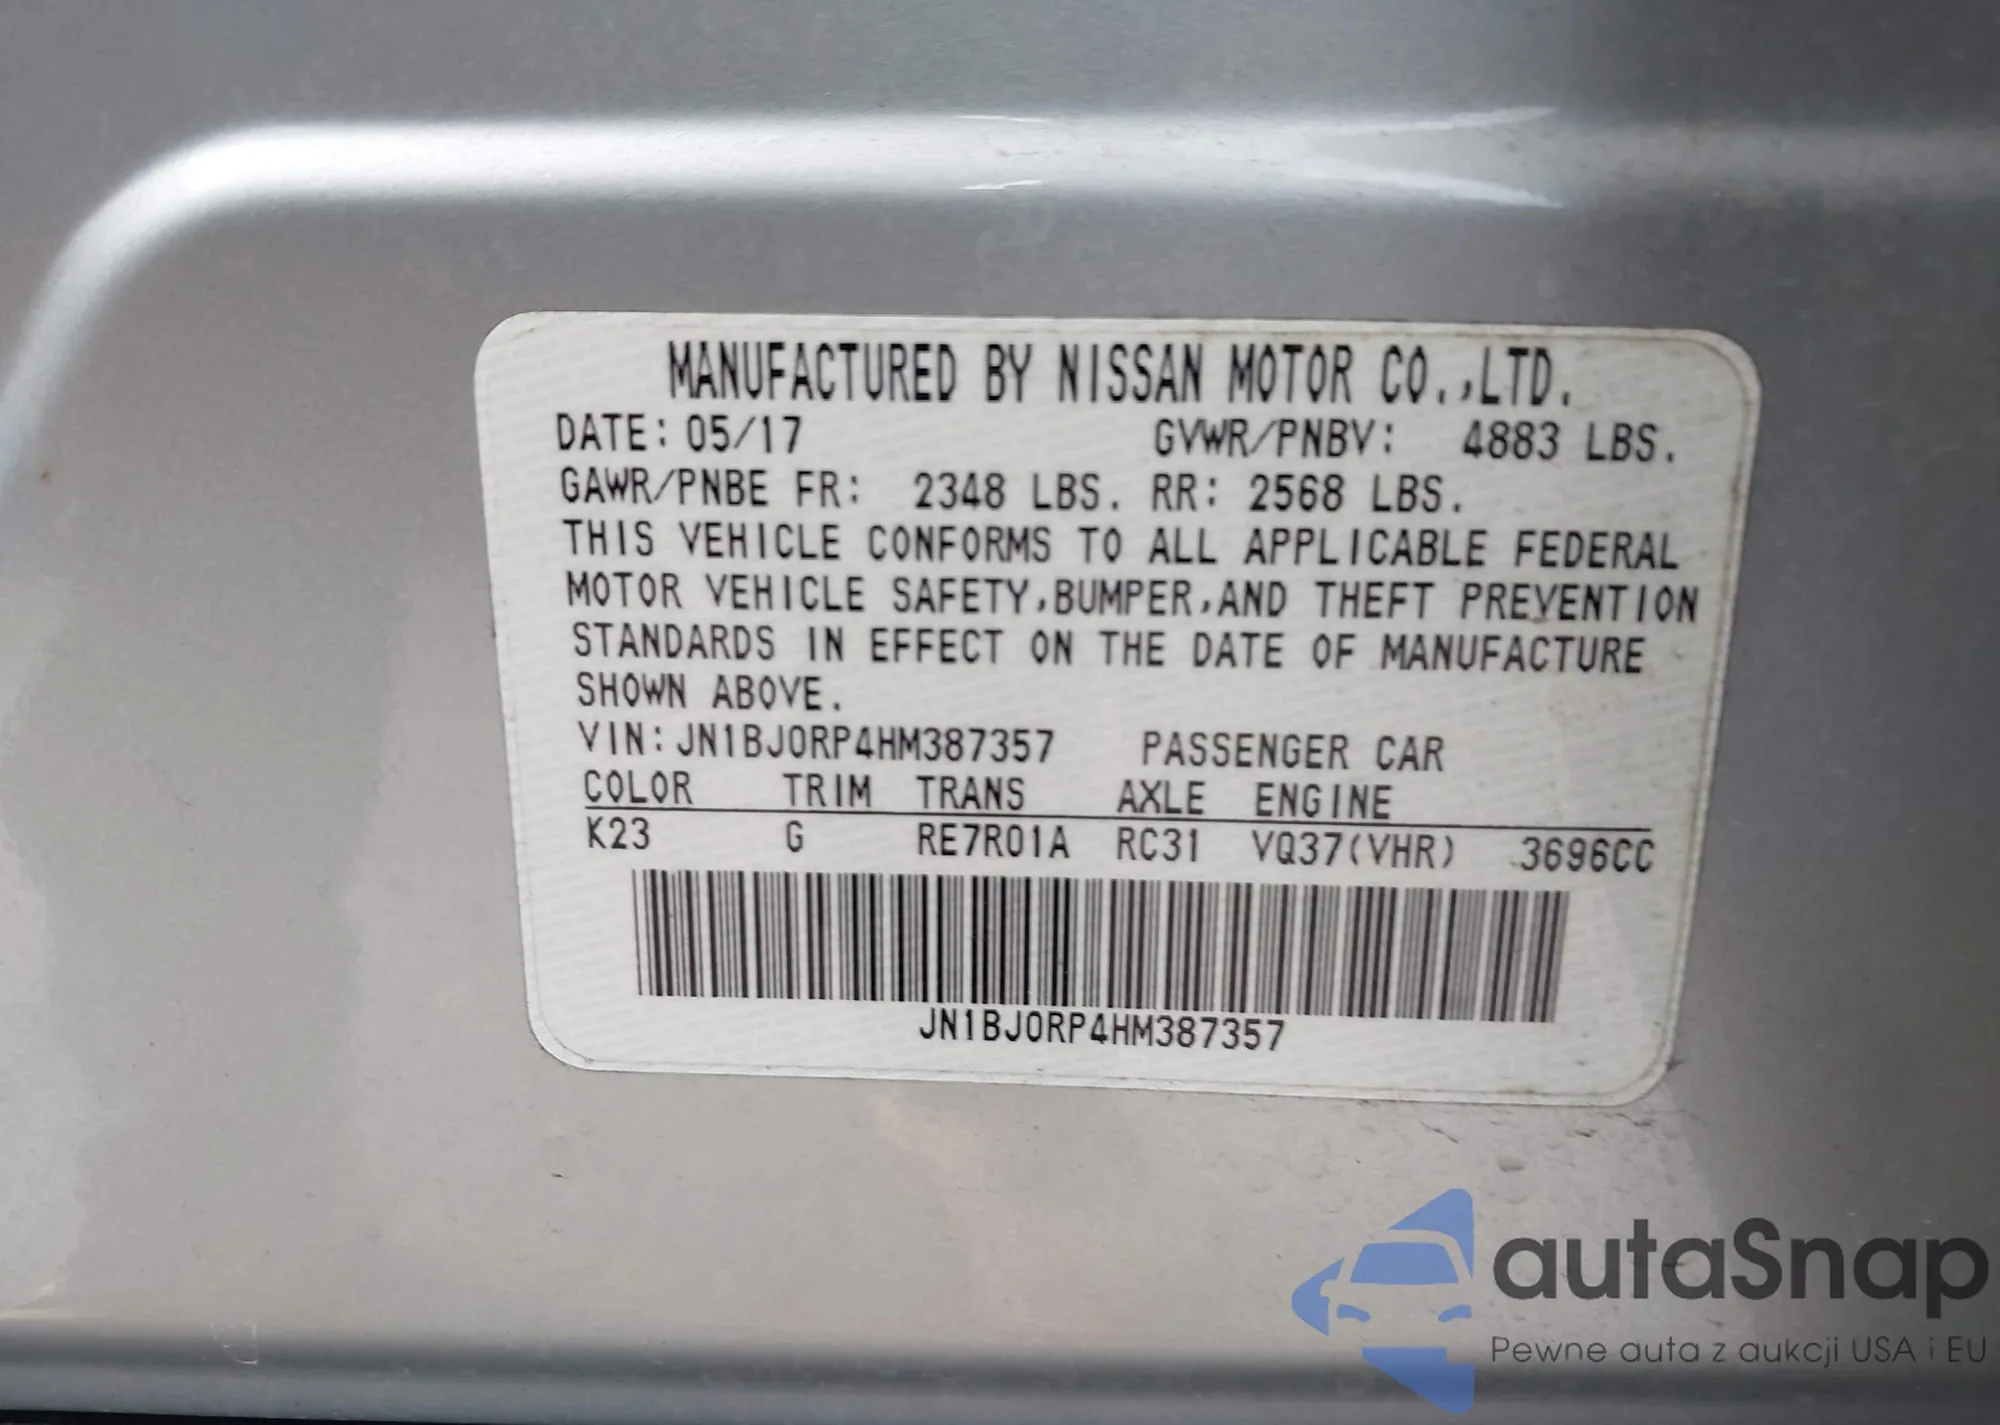 MANUFACTURED BY NISSAN MOTOR CO.,LTD.
DATE: 05/17 GVWR/PNBV: 4883 LBS.
GAWR/PNBE FR: 2348 LBS. RR: 2568 LBS.
THIS VEHICLE CONFORMS TO ALL APPLICABLE FEDERAL
MOTOR VEHICLE SAFETY,BUMPER,AND THEFT PREVENTION
STANDARDS IN EFFECT ON THE DATE OF MANUFACTURE
SHOWN ABOVE.
VIN:JN1BJ0RP4HM387357 PASSENGER CAR
COLOR TRIM TRANS AXLE ENGINE
K23 G RE7R01A RC31 VQ37(VHR) 3696CC
JN1BJ0RP4HM387357
autaSnap
Pewne auta z aukcji USA i EU